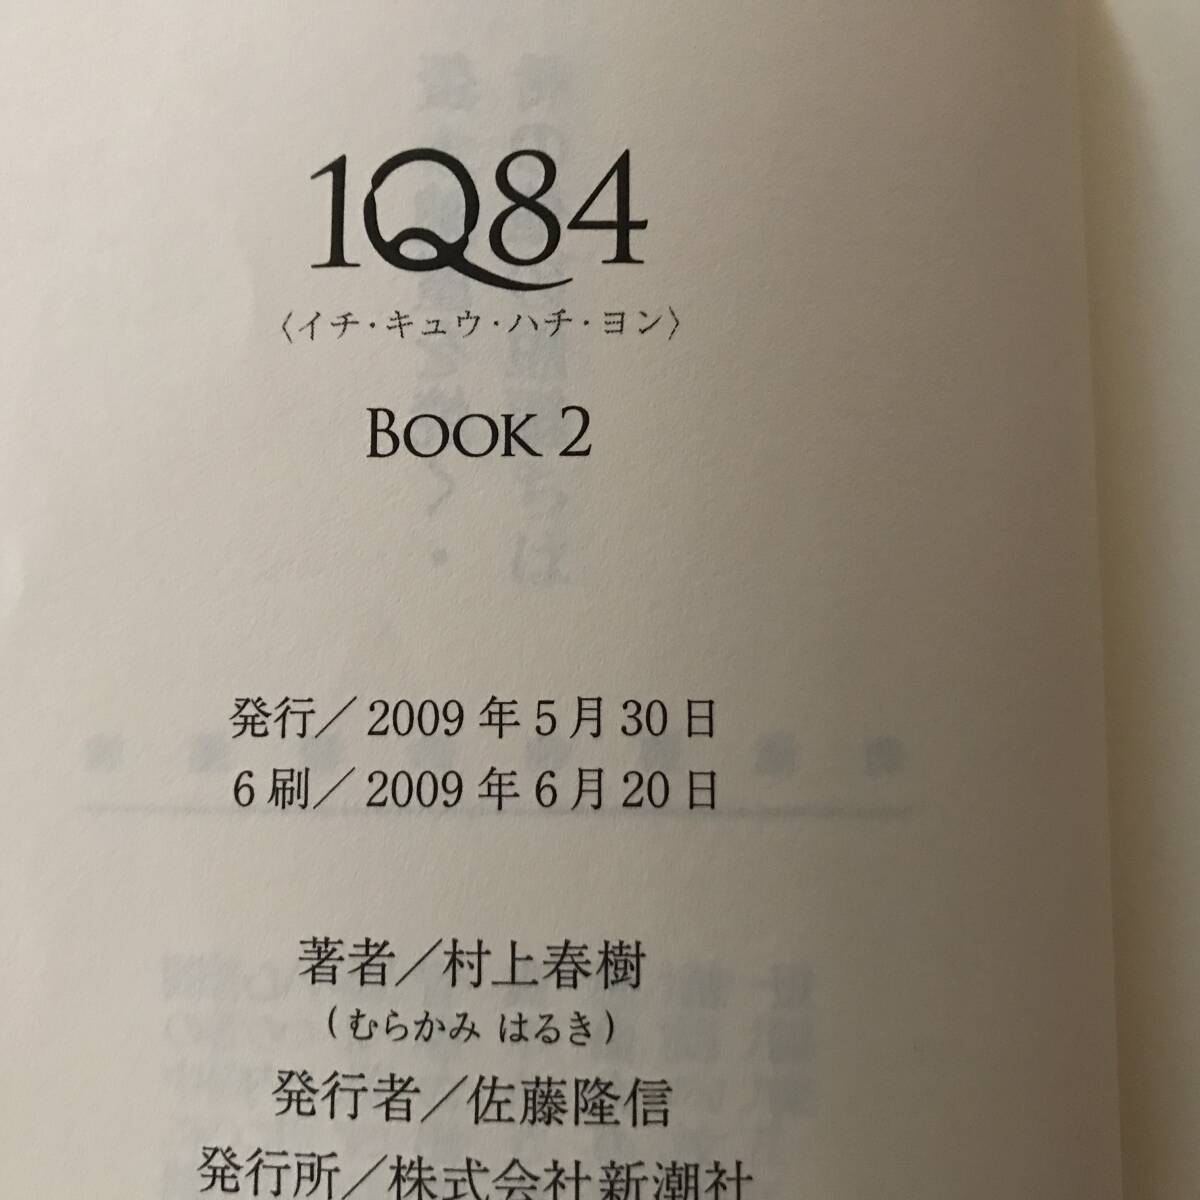 1Q84
〈イチ・キュウ・ハチ・ヨン〉
BOOK 2
発行／2009年5月30日
6刷／2009年6月20日
著者／村上春樹
(むらかみ はるき)
発行者／佐藤隆信
発行所／株式会社新潮社